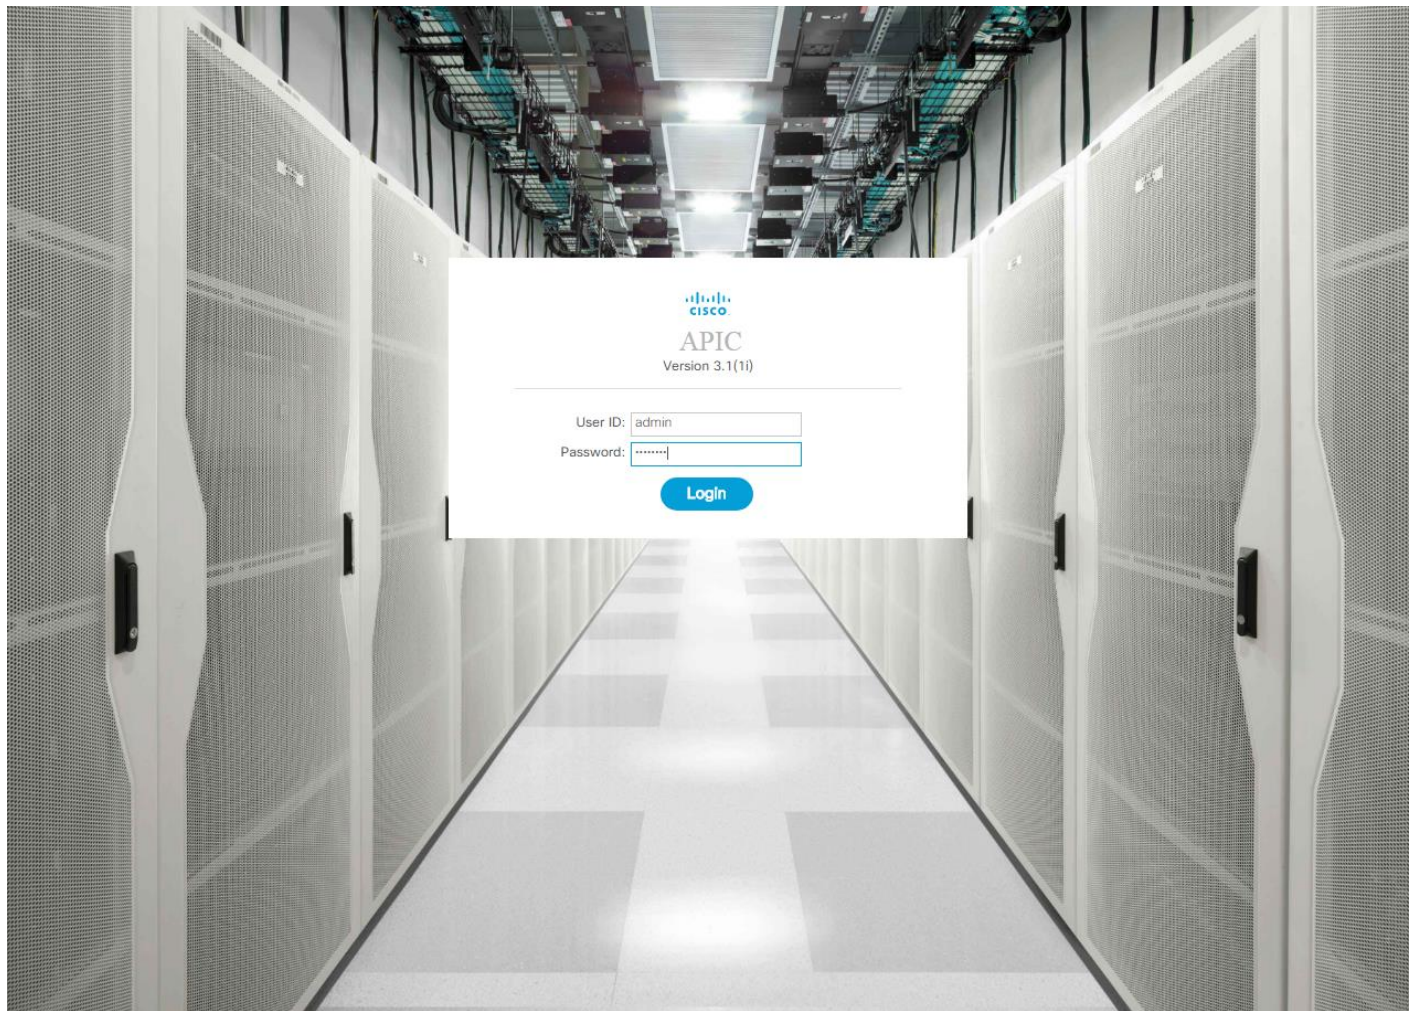 CISCO
APIC
Version 3.1(1i)
User ID: admin
Password: ••••••••
Login